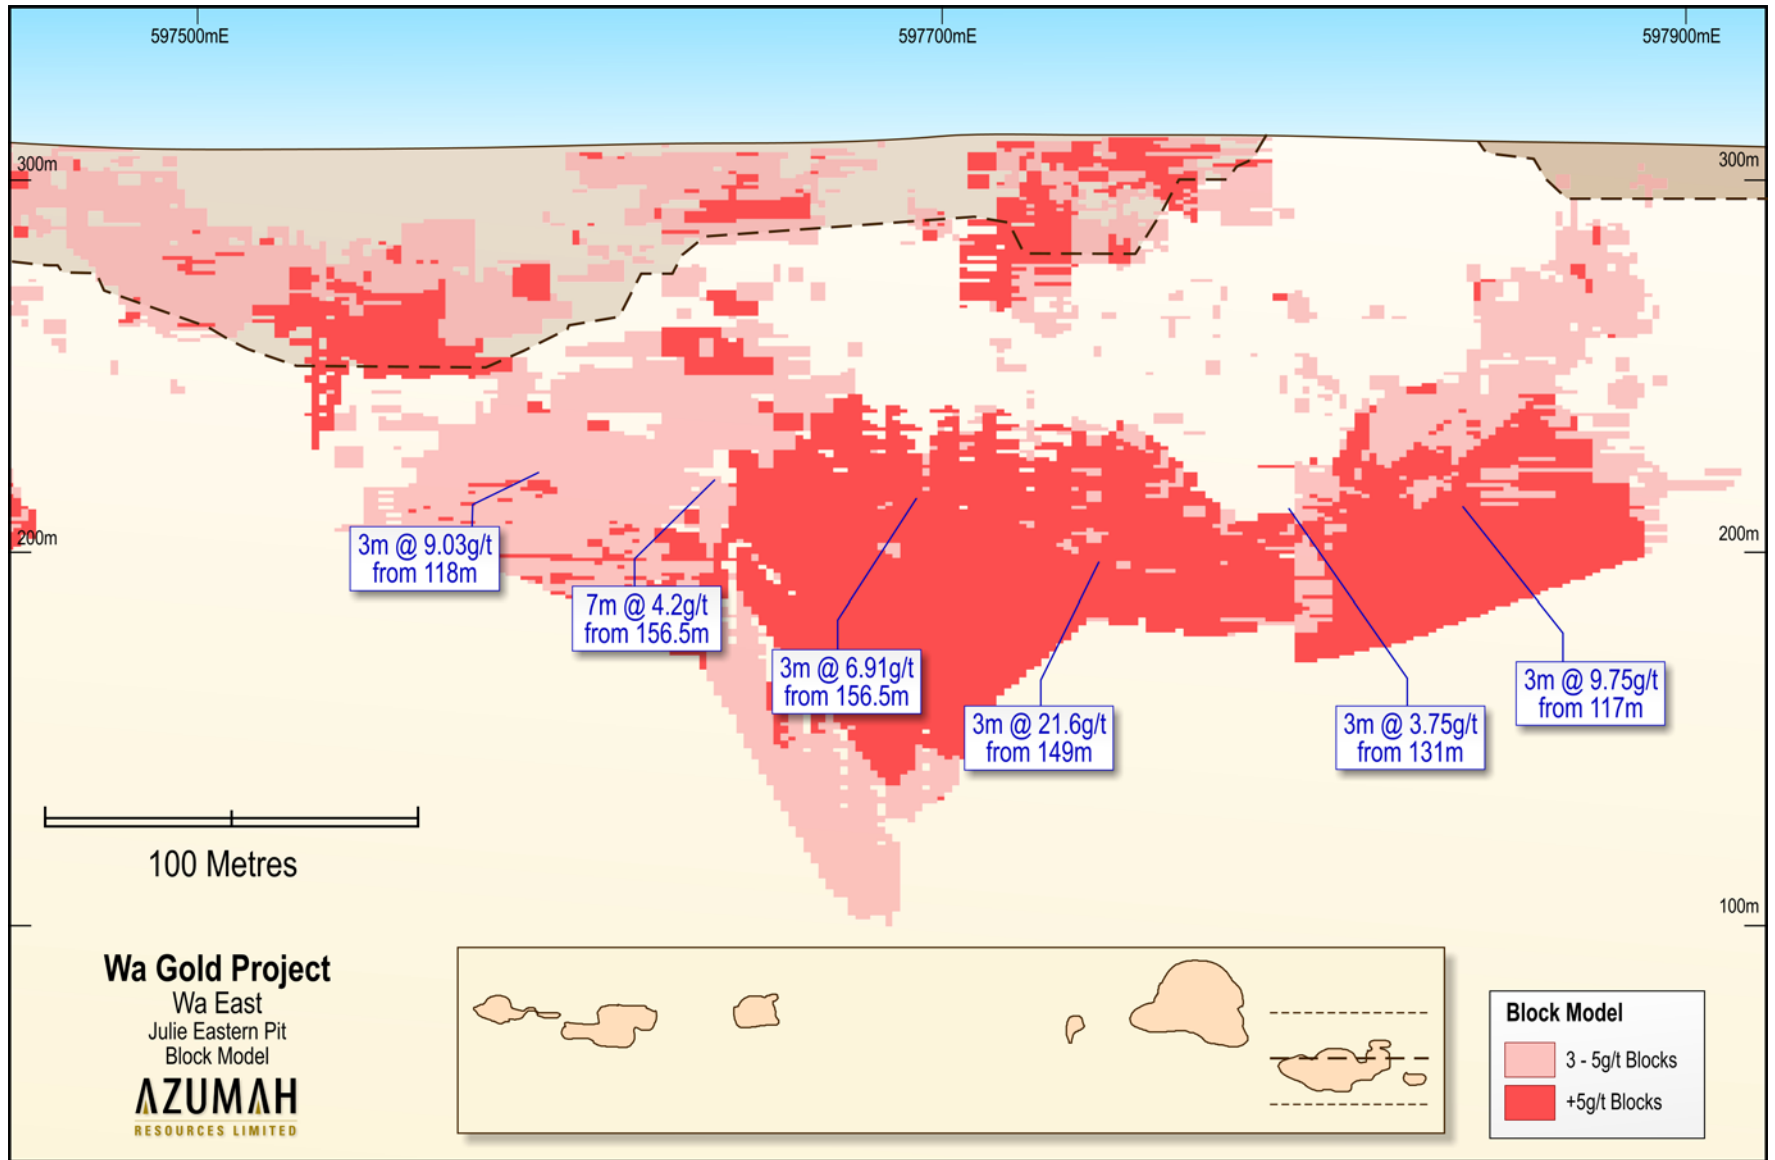 597500mE
597700mE
597900mE
300m
300m
200m
200m
3m @ 9.03g/t
from 118m
7m @ 4.2g/t
from 156.5m
3m @ 6.91g/t
from 156.5m
3m @ 21.6g/t
from 149m
3m @ 3.75g/t
from 131m
3m @ 9.75g/t
from 117m
100 Metres
100m
Wa Gold Project
Wa East
Julie Eastern Pit
Block Model
AZUMAH
RESOURCES LIMITED
Block Model
3 - 5g/t Blocks
+5g/t Blocks